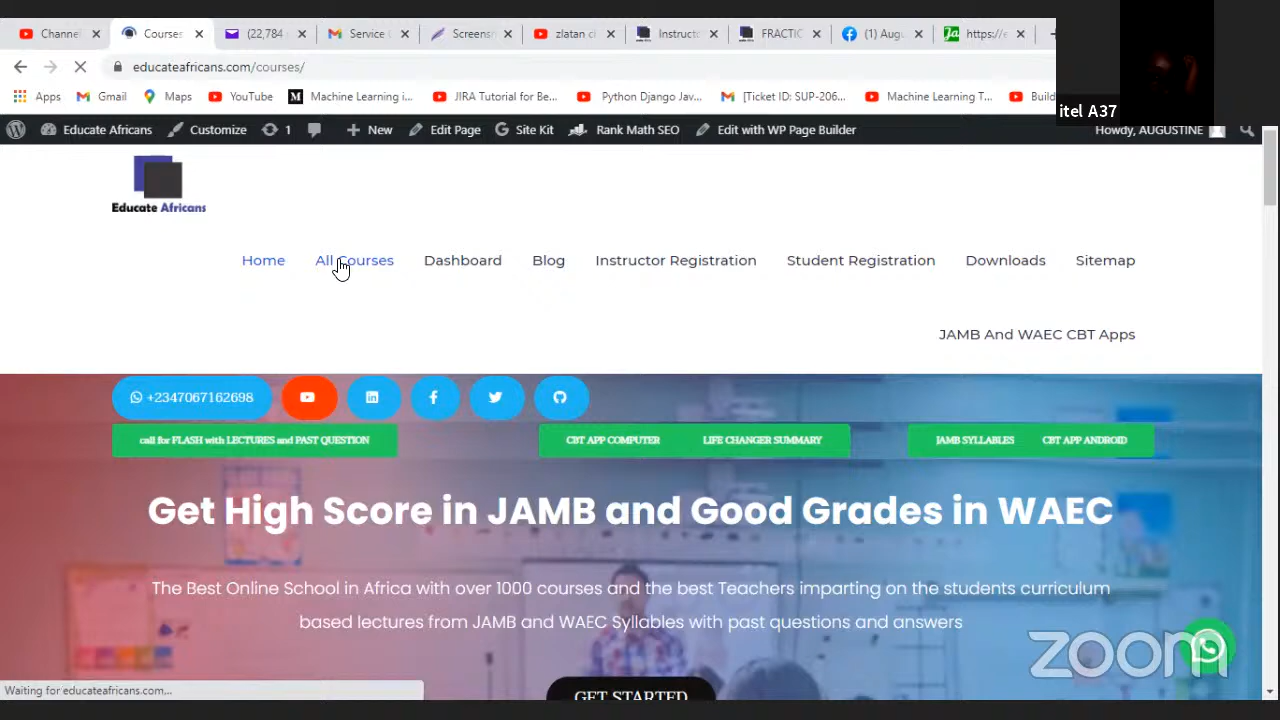 Channel
Courses
(22,784
Service
Screens
zlatan
Instructo
FRACTIC
(1) Aug
https://e
itel A37
educateafricans.com/courses/
Apps
Gmail
Maps
YouTube
Machine Learning i...
JIRA Tutorial for Be...
Python Django Jav...
[Ticket ID: SUP-206...
Machine Learning T...
Build
Educate Africans
Customize
1
New
Edit Page
Site Kit
Rank Math SEO
Edit with WP Page Builder
Howdy, AUGUSTINE
Educate Africans
Home
All Courses
Dashboard
Blog
Instructor Registration
Student Registration
Downloads
Sitemap
JAMB And WAEC CBT Apps
+2347067162698
call for FLASH with LECTURES and PAST QUESTION
CBT APP COMPUTER
LIFE CHANGER SUMMARY
JAMB SYLLABLES
CBT APP ANDROID
Get High Score in JAMB and Good Grades in WAEC
The Best Online School in Africa with over 1000 courses and the best Teachers imparting on the students curriculum
based lectures from JAMB and WAEC Syllables with past questions and answers
GET STARTED
zoom
Waiting for educateafricans.com...